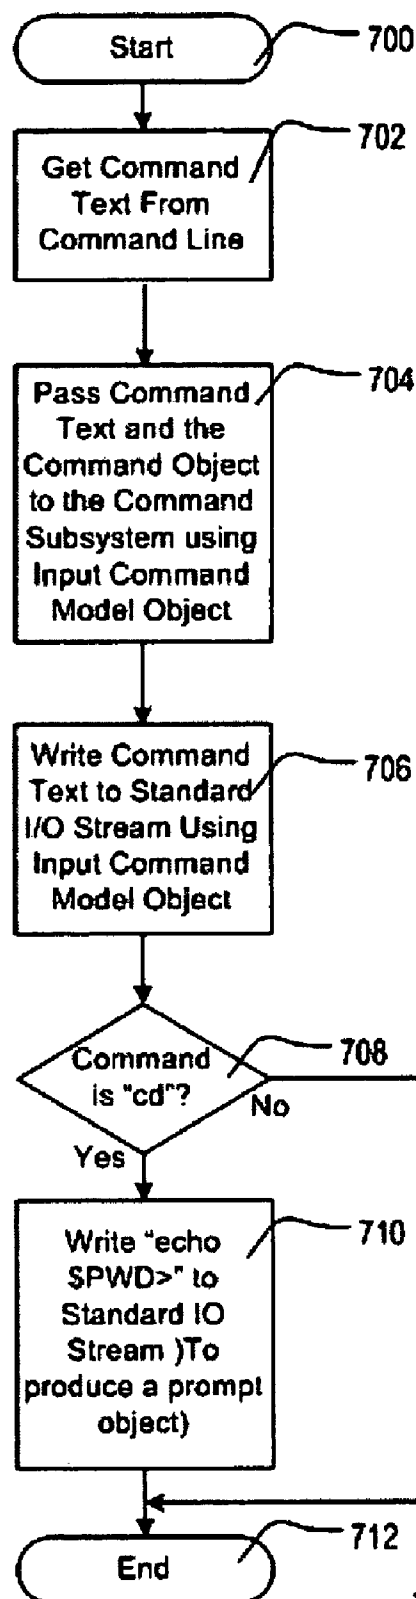 Start
700
Get Command
Text From
Command Line
702
Pass Command
Text and the
Command Object
to the Command
Subsystem using
Input Command
Model Object
704
Write Command
Text to Standard
I/O Stream Using
Input Command
Model Object
706
Command
is "cd"?
708
No
Yes
Write "echo
$PWD>" to
Standard IO
Stream )To
produce a prompt
object)
710
End
712